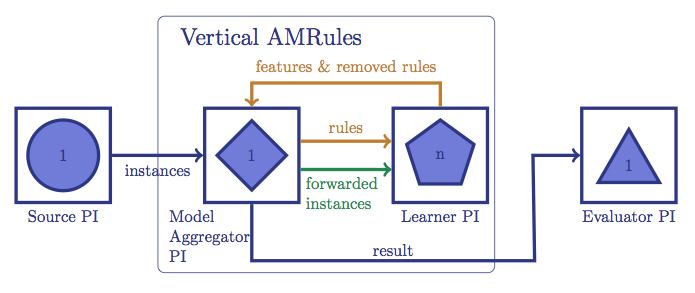 Vertical AMRules
features & removed rules
1
instances
1
rules
forwarded
instances
n
1
Source PI
Model
Aggregator
PI
Learner PI
Evaluator PI
result